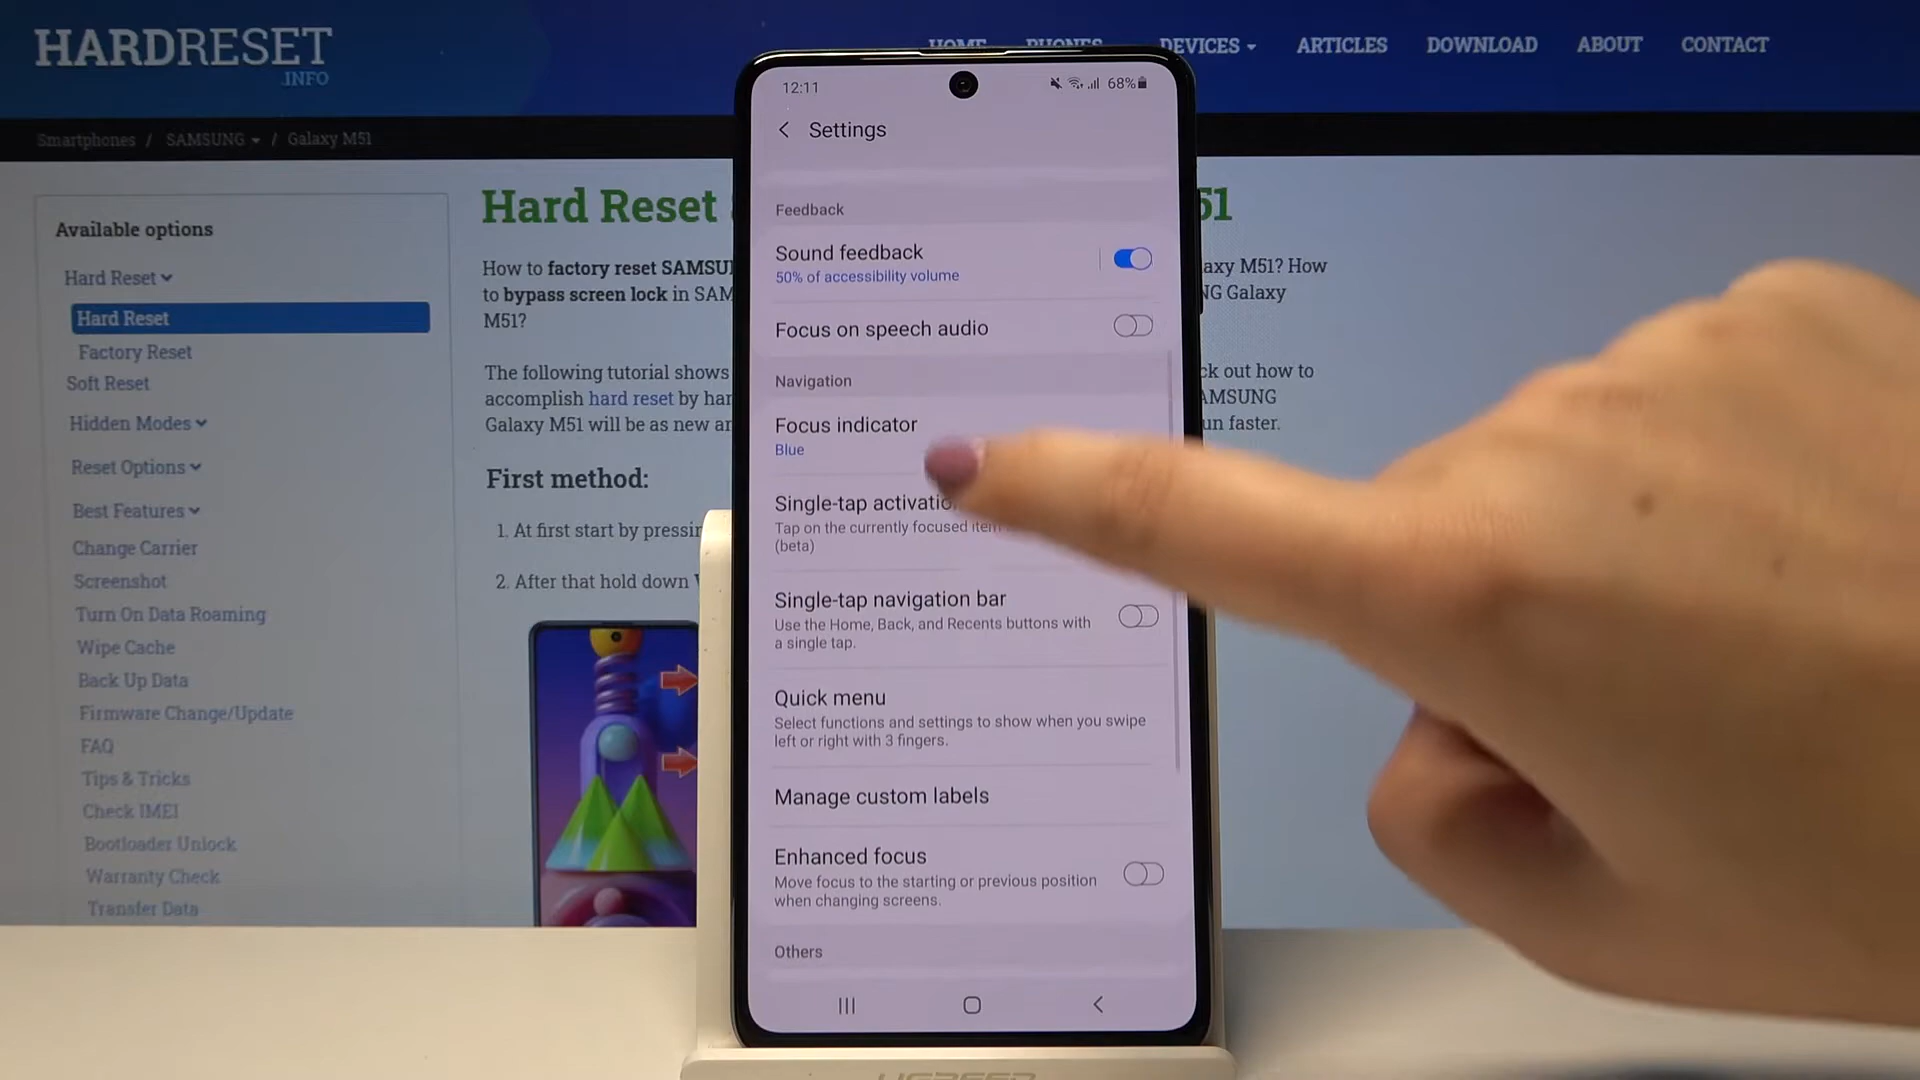 HARDRESET
.INFO
HOME PHONES DEVICES ARTICLES DOWNLOAD ABOUT CONTACT
Smartphones / SAMSUNG / Galaxy M51
Available options
Hard Reset
Hard Reset
Factory Reset
Soft Reset
Hidden Modes
Reset Options
Best Features
Change Carrier
Screenshot
Turn On Data Roaming
Wipe Cache
Back Up Data
Firmware Change/Update
FAQ
Tips & Tricks
Check IMEI
Bootloader Unlock
Warranty Check
Transfer Data
Hard Reset 51
How to factory reset SAMSU axy M51? How
to bypass screen lock in SAM NG Galaxy
M51?
The following tutorial shows ck out how to
accomplish hard reset by har AMSUNG
Galaxy M51 will be as new an un faster.
First method:
1. At first start by pressin
2. After that hold down
12:11 68%
Settings
Feedback
Sound feedback
50% of accessibility volume
Focus on speech audio
Navigation
Focus indicator
Blue
Single-tap activatio
Tap on the currently focused item
(beta)
Single-tap navigation bar
Use the Home, Back, and Recents buttons with
a single tap.
Quick menu
Select functions and settings to show when you swipe
left or right with 3 fingers.
Manage custom labels
Enhanced focus
Move focus to the starting or previous position
when changing screens.
Others
UGREEN